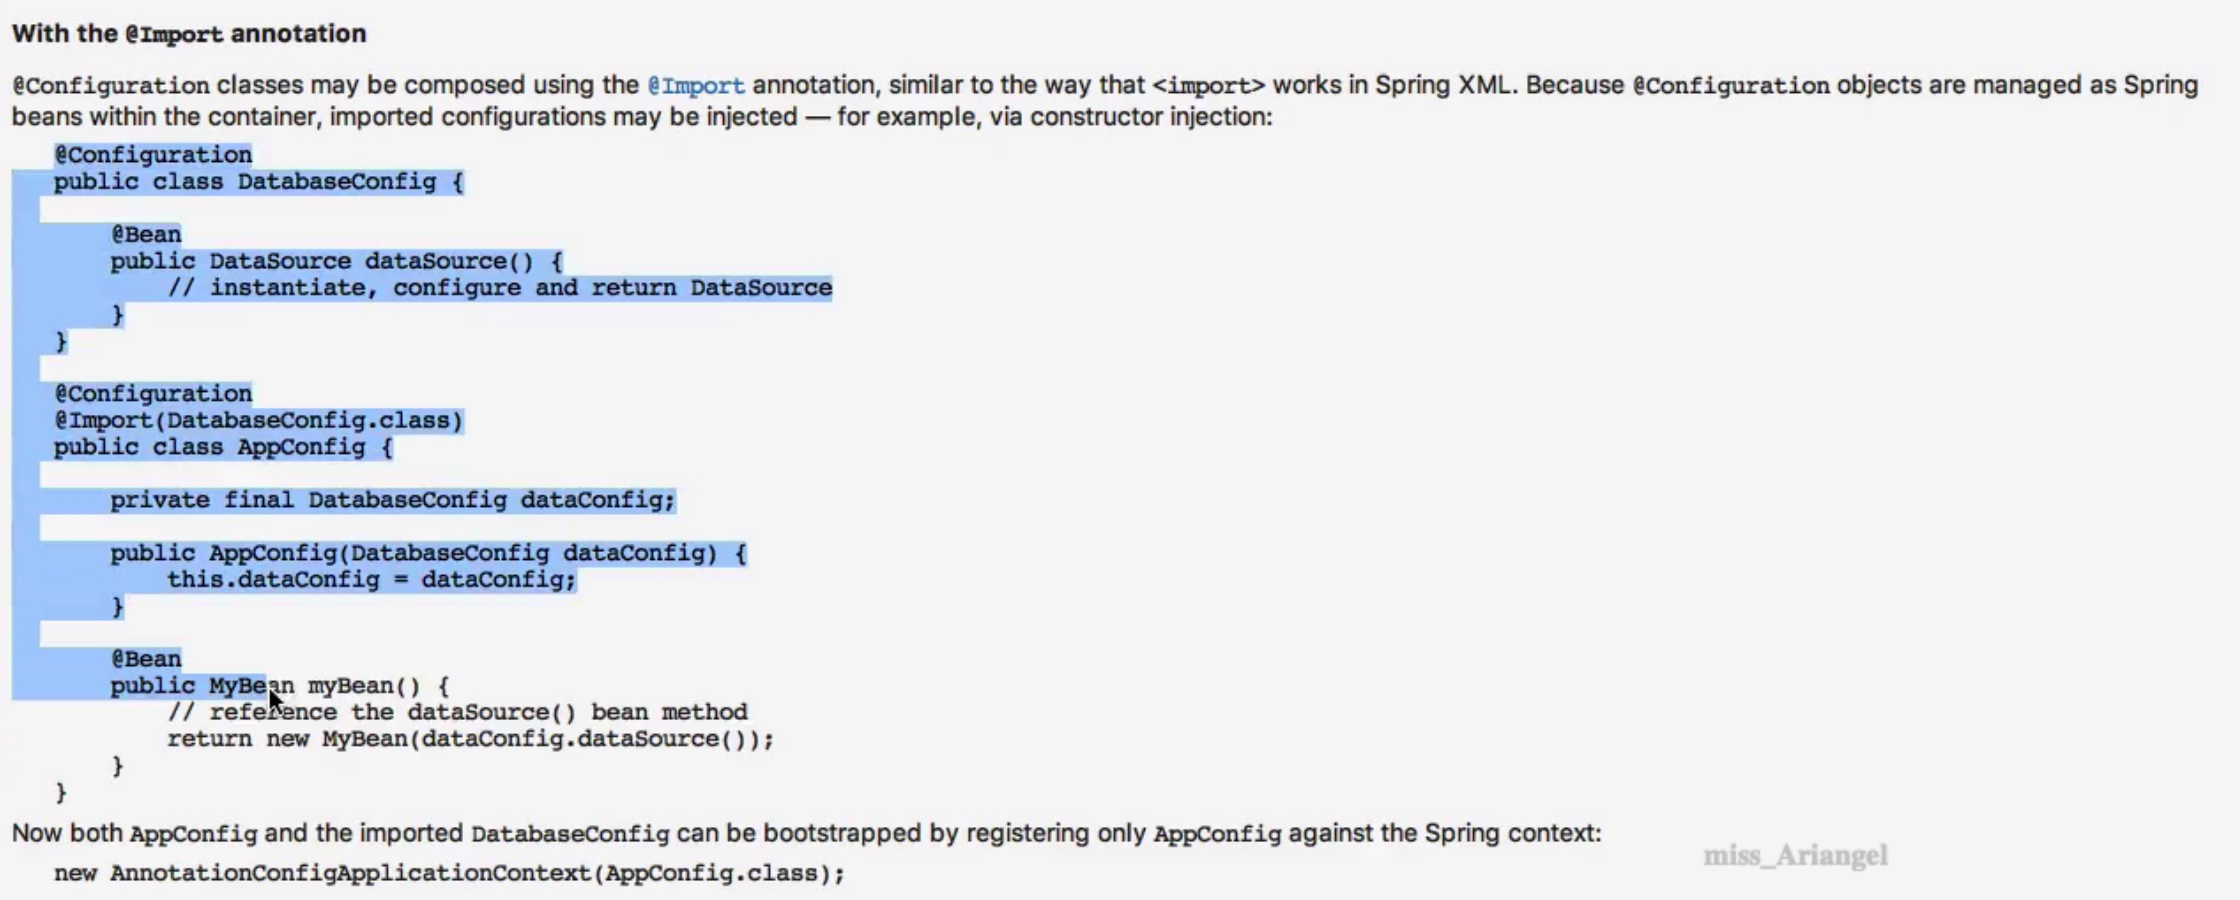 With the @Import annotation
@Configuration classes may be composed using the @Import annotation, similar to the way that <import> works in Spring XML. Because @Configuration objects are managed as Spring
beans within the container, imported configurations may be injected — for example, via constructor injection:
@Configuration
public class DatabaseConfig {
@Bean
public DataSource dataSource() {
// instantiate, configure and return DataSource
}
}
@Configuration
@Import(DatabaseConfig.class)
public class AppConfig {
private final DatabaseConfig dataConfig;
public AppConfig(DatabaseConfig dataConfig) {
this.dataConfig = dataConfig;
}
@Bean
public MyBean myBean() {
// reference the dataSource() bean method
return new MyBean(dataConfig.dataSource());
}
}
Now both AppConfig and the imported DatabaseConfig can be bootstrapped by registering only AppConfig against the Spring context:
miss_Ariangel
new AnnotationConfigApplicationContext(AppConfig.class);